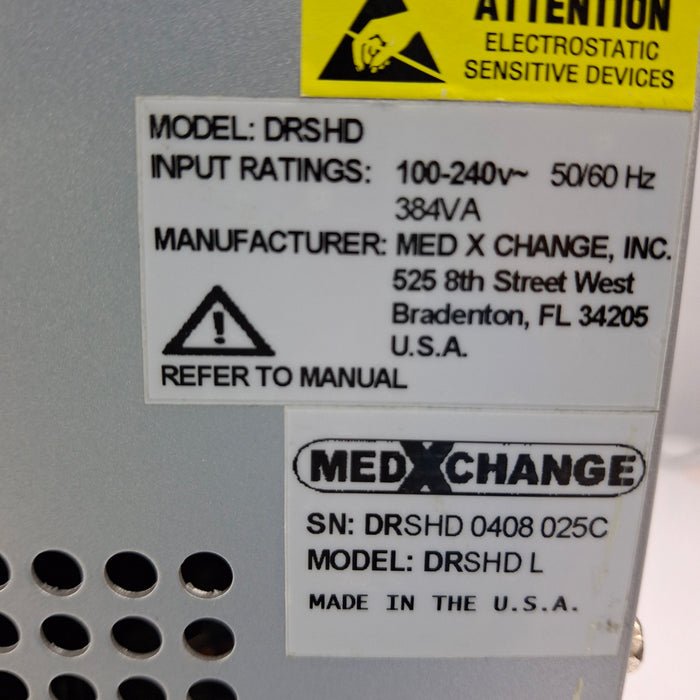 ATTENTION
ELECTROSTATIC
SENSITIVE DEVICES
MODEL: DRSHD
INPUT RATINGS: 100-240v~ 50/60 Hz
384VA
MANUFACTURER: MED X CHANGE, INC.
525 8th Street West
Bradenton, FL 34205
U.S.A.
REFER TO MANUAL
MEDXCHANGE
SN: DRSHD 0408 025C
MODEL: DRSHD L
MADE IN THE U.S.A.